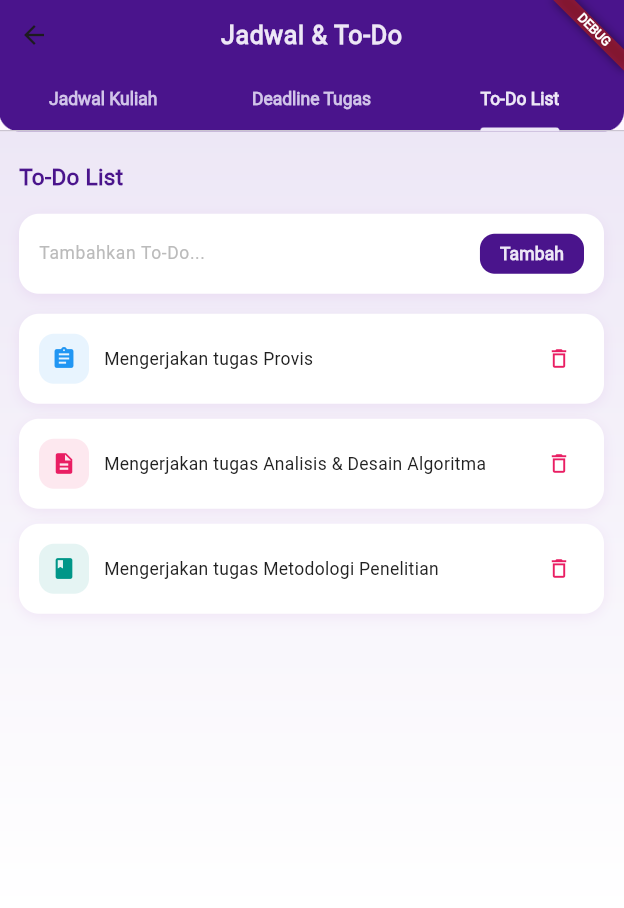 Jadwal & To-Do
DEBUG
Jadwal Kuliah
Deadline Tugas
To-Do List
To-Do List
Tambahkan To-Do...
Tambah
Mengerjakan tugas Provis
Mengerjakan tugas Analisis & Desain Algoritma
Mengerjakan tugas Metodologi Penelitian